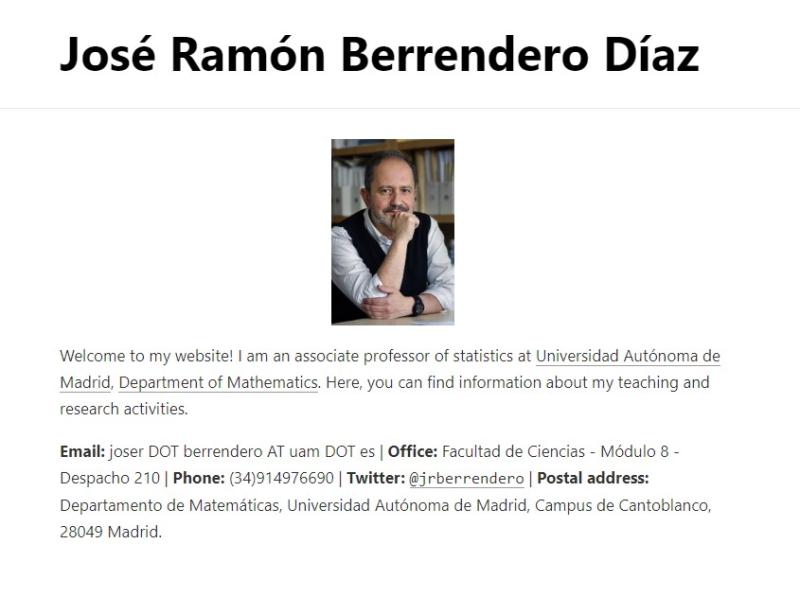 José Ramón Berrendero Díaz
Welcome to my website! I am an associate professor of statistics at Universidad Autónoma de
Madrid, Department of Mathematics. Here, you can find information about my teaching and
research activities.
Email: joser DOT berrendero AT uam DOT es | Office: Facultad de Ciencias - Módulo 8 -
Despacho 210 | Phone: (34)914976690 | Twitter: @jrberrendero | Postal address:
Departamento de Matemáticas, Universidad Autónoma de Madrid, Campus de Cantoblanco,
28049 Madrid.